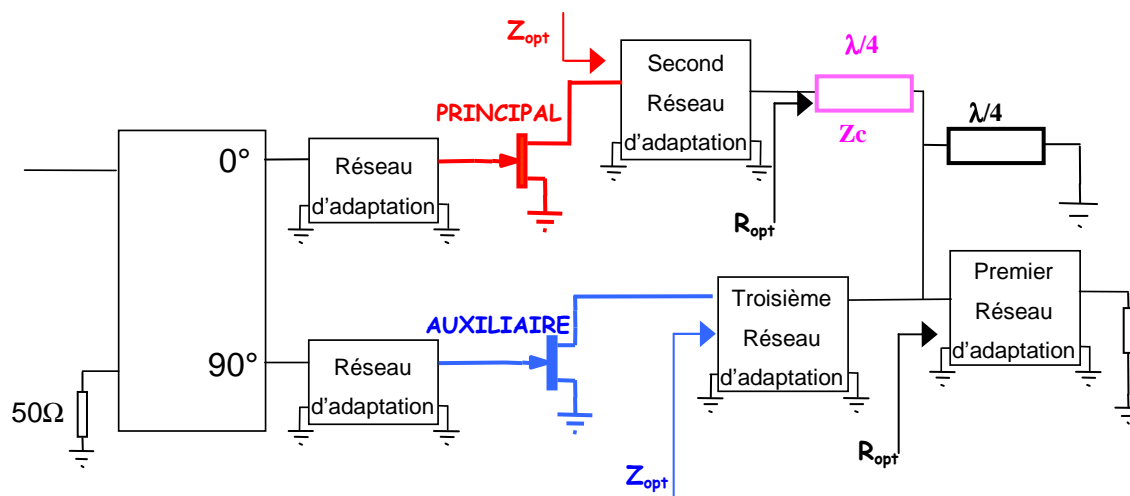 Zopt
Second
Réseau
d'adaptation
λ/4
Zc
λ/4
PRINCIPAL
0°
Réseau
d'adaptation
Ropt
Premier
Réseau
d'adaptation
Troisième
Réseau
d'adaptation
AUXILIAIRE
90°
Réseau
d'adaptation
50Ω
Ropt
Zopt